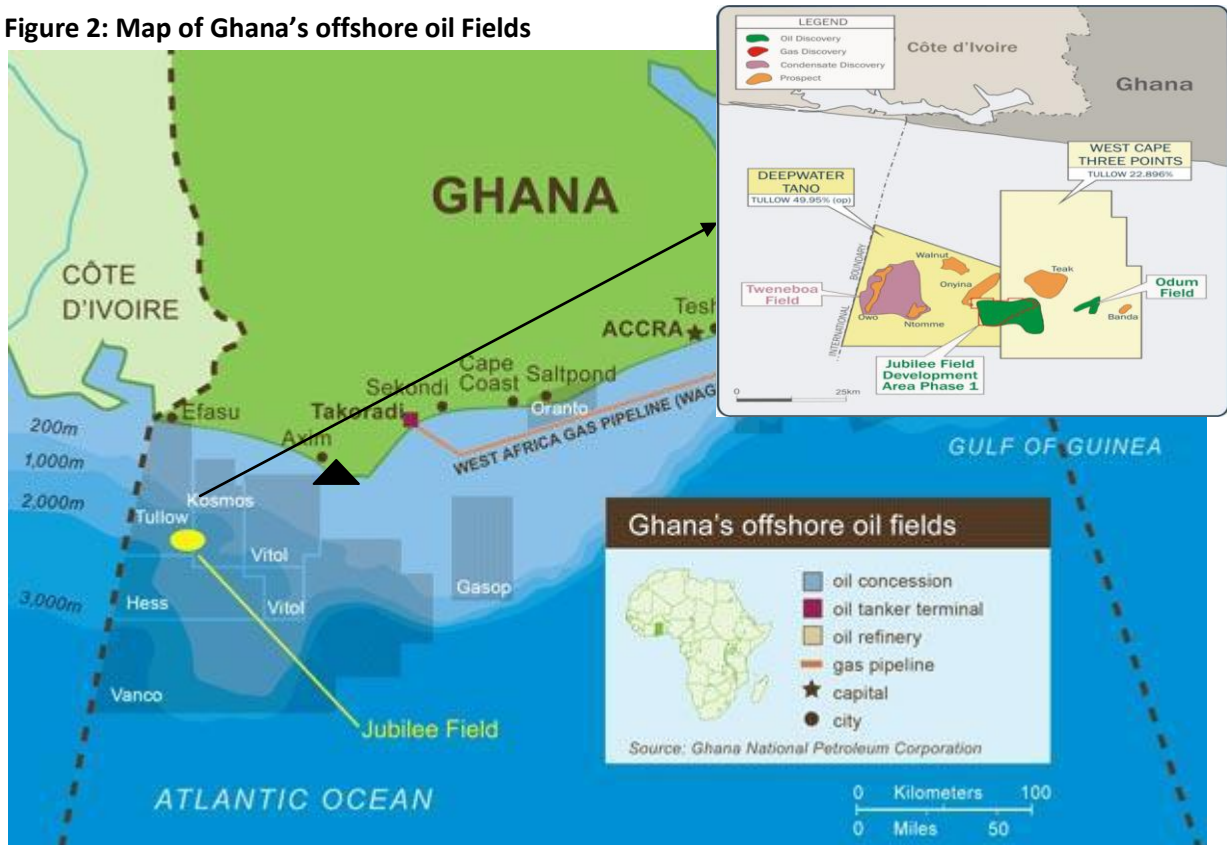 Figure 2: Map of Ghana's offshore oil Fields
LEGEND
Oil Discovery
Gas Discovery
Condensate Discovery
Prospect
Côte d'Ivoire
Ghana
WEST CAPE
THREE POINTS
TULLOW 22.896%
DEEPWATER
TANO
TULLOW 49.95% (op)
INTERNATIONAL BOUNDARY
Walnut
Teak
Onyina
Tweneboa
Field
Odum
Field
Owo
Ntomme
Banda
Jubilee Field
Development
Area Phase 1
0
25km
GHANA
CÔTE
D'IVOIRE
Tesh
ACCRA
Cape
Coast
Saltpond
Sekondi
Takoradi
Oranto
Efasu
Axim
WEST AFRICA GAS PIPELINE (WAG
GULF OF GUINEA
200m
1,000m
2,000m
3,000m
Kosmos
Tullow
Vitol
Hess
Vitol
Gasop
Vanco
Jubilee Field
ATLANTIC OCEAN
Ghana's offshore oil fields
oil concession
oil tanker terminal
oil refinery
gas pipeline
capital
city
Source: Ghana National Petroleum Corporation
0 Kilometers 100
0 Miles 50